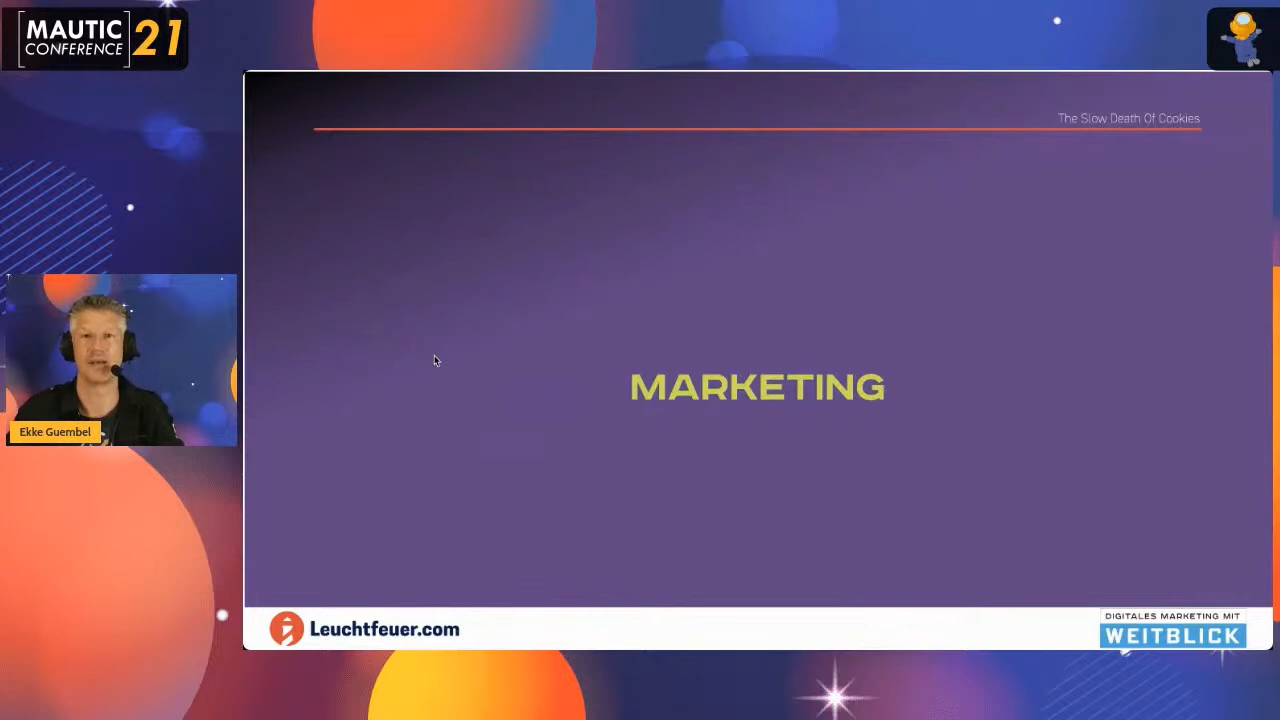 MAUTIC
CONFERENCE 21
The Slow Death Of Cookies
MARKETING
Ekke Guembel
Leuchtfeuer.com
DIGITALES MARKETING MIT
WEITBLICK